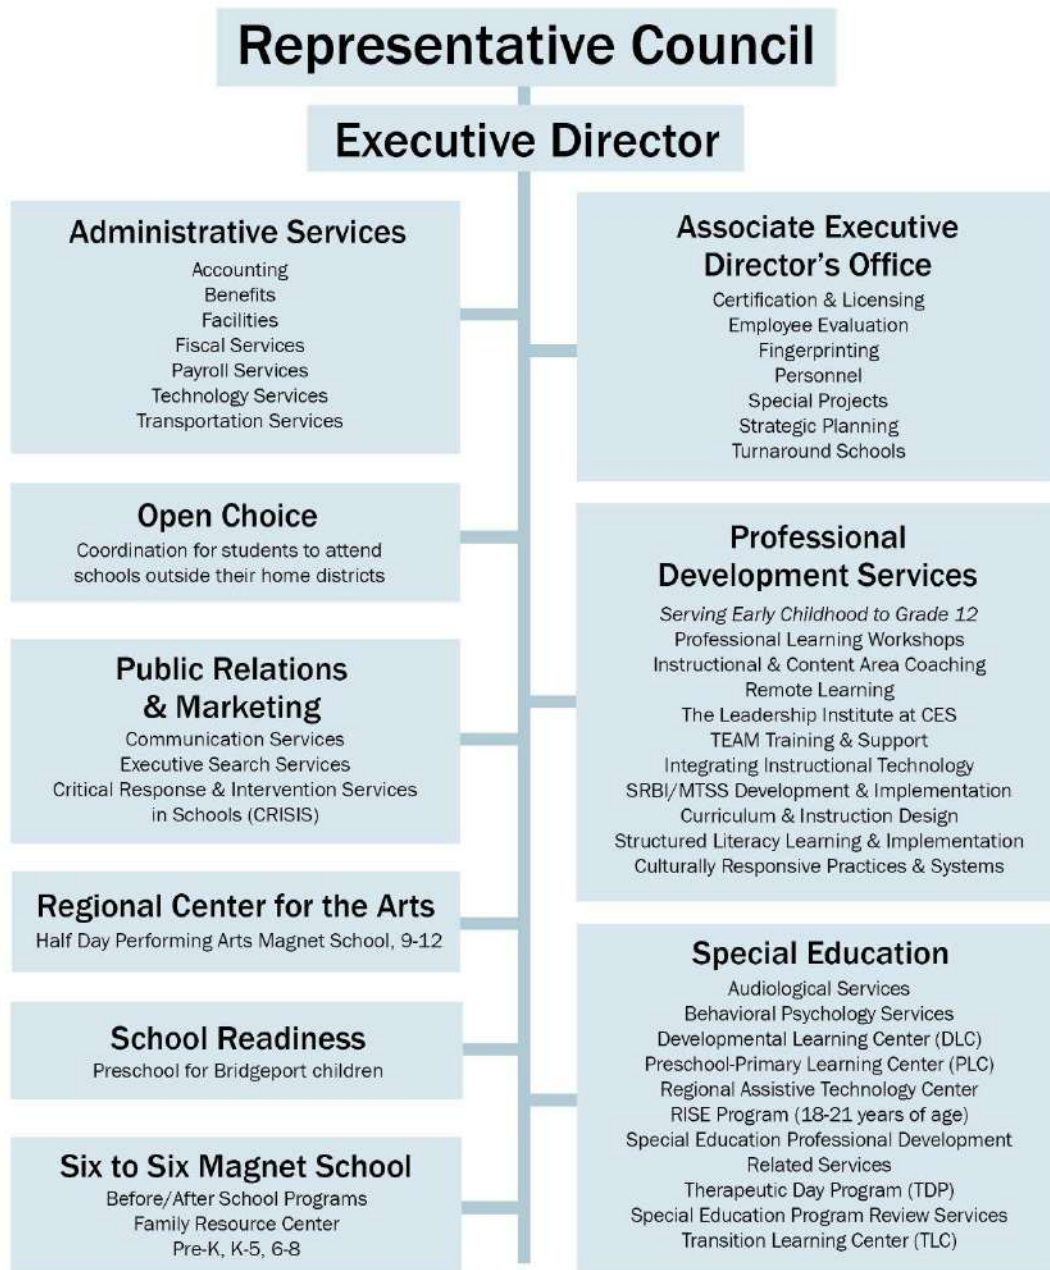 Representative Council
Executive Director
Administrative Services
Accounting
Benefits
Facilities
Fiscal Services
Payroll Services
Technology Services
Transportation Services
Open Choice
Coordination for students to attend
schools outside their home districts
Public Relations
& Marketing
Communication Services
Executive Search Services
Critical Response & Intervention Services
in Schools (CRISIS)
Regional Center for the Arts
Half Day Performing Arts Magnet School, 9-12
School Readiness
Preschool for Bridgeport children
Six to Six Magnet School
Before/After School Programs
Family Resource Center
Pre-K, K-5, 6-8
Associate Executive
Director's Office
Certification & Licensing
Employee Evaluation
Fingerprinting
Personnel
Special Projects
Strategic Planning
Turnaround Schools
Professional
Development Services
Serving Early Childhood to Grade 12
Professional Learning Workshops
Instructional & Content Area Coaching
Remote Learning
The Leadership Institute at CES
TEAM Training & Support
Integrating Instructional Technology
SRBI/MTSS Development & Implementation
Curriculum & Instruction Design
Structured Literacy Learning & Implementation
Culturally Responsive Practices & Systems
Special Education
Audiological Services
Behavioral Psychology Services
Developmental Learning Center (DLC)
Preschool-Primary Learning Center (PLC)
Regional Assistive Technology Center
RISE Program (18-21 years of age)
Special Education Professional Development
Related Services
Therapeutic Day Program (TDP)
Special Education Program Review Services
Transition Learning Center (TLC)